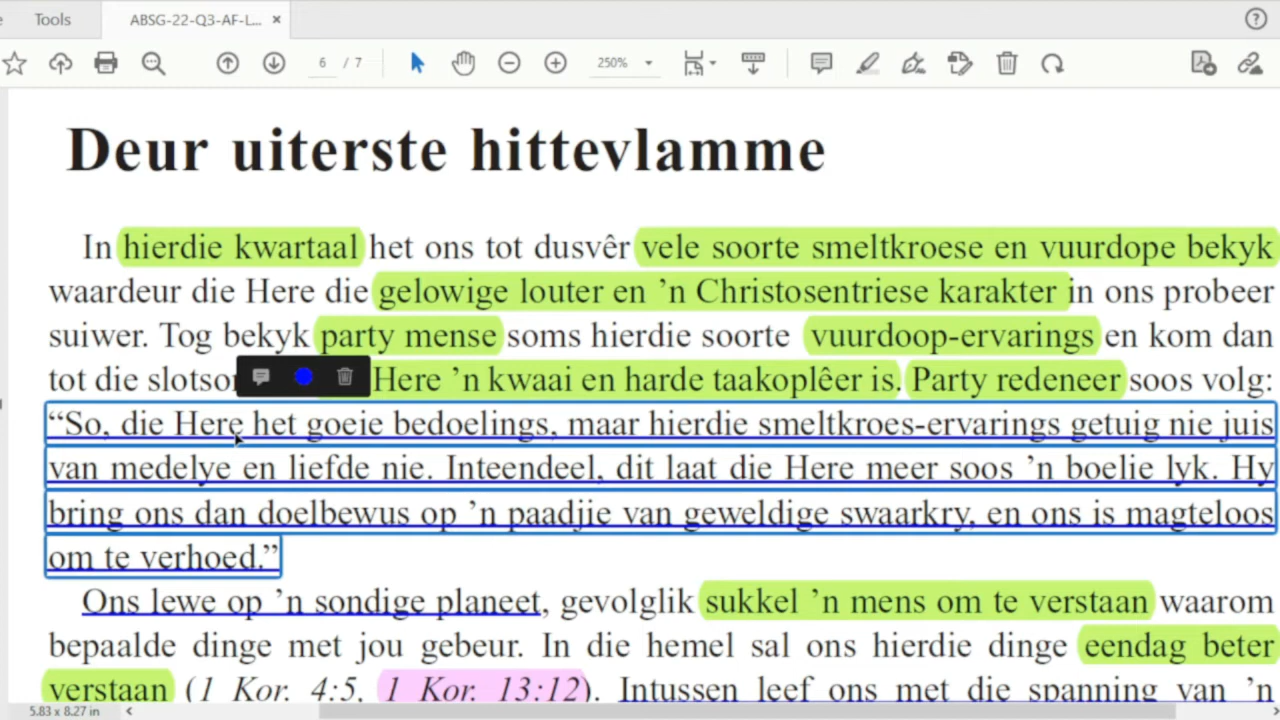 Tools
ABSG-22-Q3-AF-L... ×
6 / 7
250%
Deur uiterste hittevlamme
In hierdie kwartaal het ons tot dusvêr vele soorte smeltkroese en vuurdope bekyk
waardeur die Here die gelowige louter en ’n Christosentriese karakter in ons probeer
suiwer. Tog bekyk party mense soms hierdie soorte vuurdoop-ervarings en kom dan
tot die slotsom Here ’n kwaai en harde taakoplêer is. Party redeneer soos volg:
“So, die Here het goeie bedoelings, maar hierdie smeltkroes-ervarings getuig nie juis
van medelye en liefde nie. Inteendeel, dit laat die Here meer soos ’n boelie lyk. Hy
bring ons dan doelbewus op ’n paadjie van geweldige swaarkry, en ons is magteloos
om te verhoed.”
Ons lewe op ’n sondige planeet, gevolglik sukkel ’n mens om te verstaan waarom
bepaalde dinge met jou gebeur. In die hemel sal ons hierdie dinge eendag beter
verstaan (1 Kor. 4:5, 1 Kor. 13:12). Intussen leef ons met die spanning van ’n
5.83 x 8.27 in